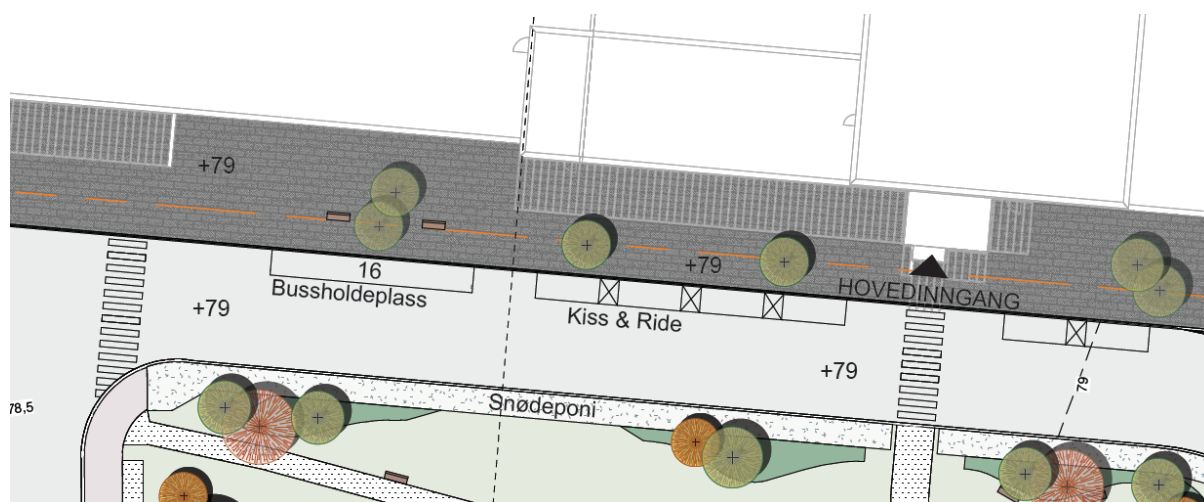 +79
+79
16
Bussholdeplass
HOVEDINNGANG
+79
Kiss & Ride
+79
79
78,5
Snødeponi